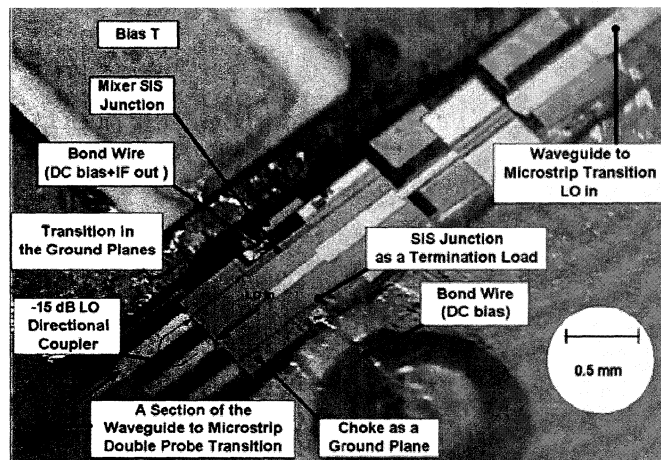 Bias T
Mixer SIS
Junction
Bond Wire
(DC bias+IF out )
Transition in
the Ground Planes
-15 dB LO
Directional
Coupler
A Section of the
Waveguide to Microstrip
Double Probe Transition
Choke as a
Ground Plane
Bond Wire
(DC bias)
SIS Junction
as a Termination Load
Waveguide to
Microstrip Transition
LO in
0.5 mm